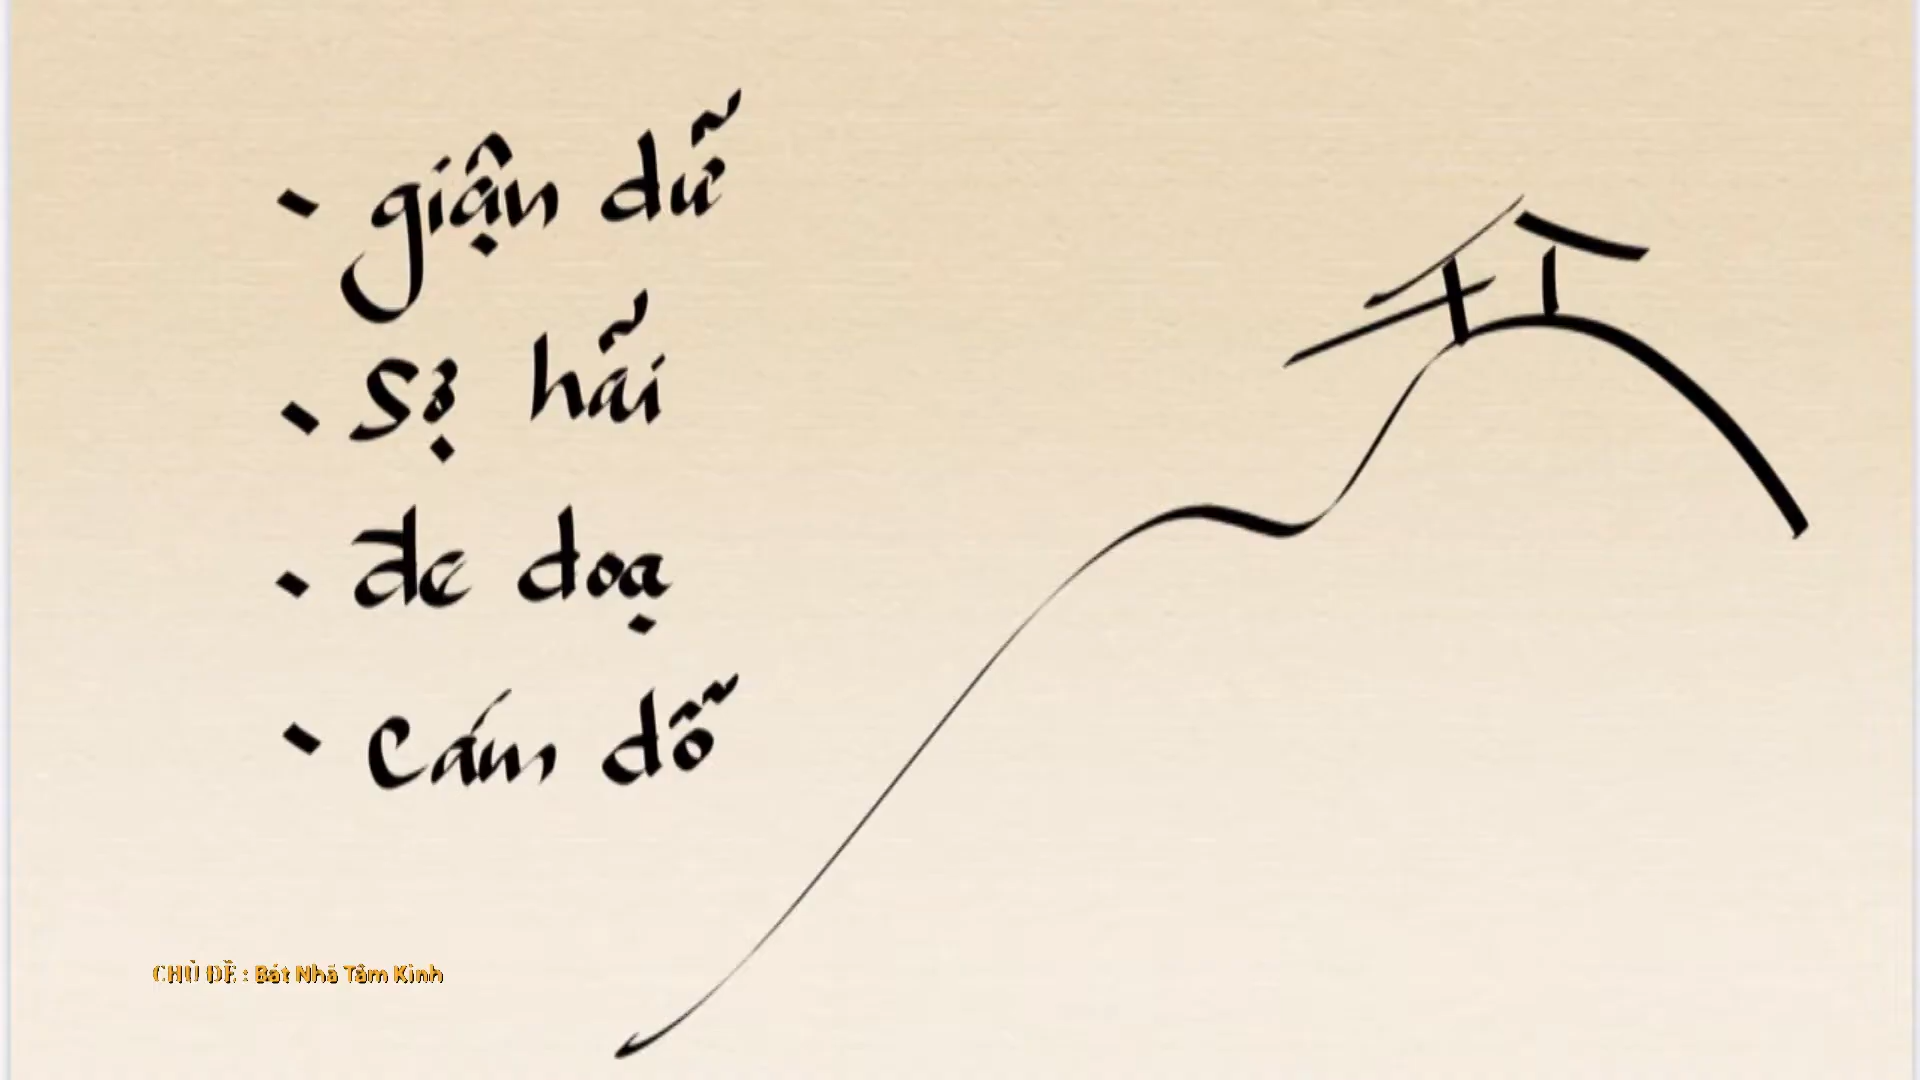 - giận dữ
- sợ hãi
- đe doạ
- cám dỗ
CHỦ ĐỀ : Bát Nhã Tâm Kinh